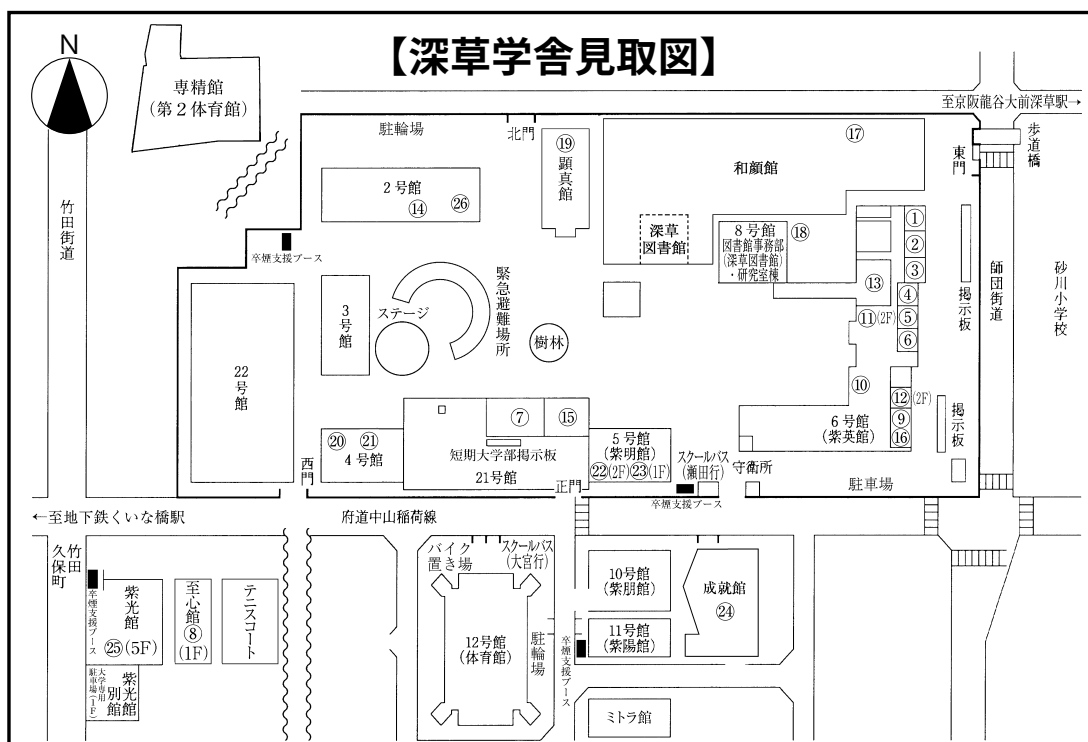 【深草学舎見取図】
N
専精館
(第2体育館)
至京阪龍谷大前深草駅→
駐輪場
北門
⑲
顕真館
⑰
和顔館
東門
歩道橋
2号館
⑭
㉖
竹田街道
卒煙支援ブース
深草
図書館
8号館
図書館事務部
(深草図書館)
・研究室棟
⑱
①
②
③
④
⑤
⑥
⑬
⑪(2F)
掲示板
師団街道
砂川小学校
緊急避難場所
ステージ
3号館
樹林
22号館
⑩
⑫(2F)
⑨
⑯
掲示板
6号館
(紫英館)
⑦
⑮
⑳
㉑
4号館
短期大学部掲示板
21号館
5号館
(紫明館)
㉒(2F)㉓(1F)
スクールバス
(瀬田行)
守衛所
駐車場
西門
正門
卒煙支援ブース
←至地下鉄くいな橋駅
府道中山稲荷線
竹田
久保町
卒煙支援ブース
紫光館
㉕(5F)
至心館
⑧
(1F)
テニスコート
バイク
置き場
スクールバス
(大宮行)
12号館
(体育館)
駐輪場
卒煙支援ブース
10号館
(紫朋館)
11号館
(紫陽館)
成就館
㉔
紫光館
別館
大学専用
駐車場(1F)
ミトラ館